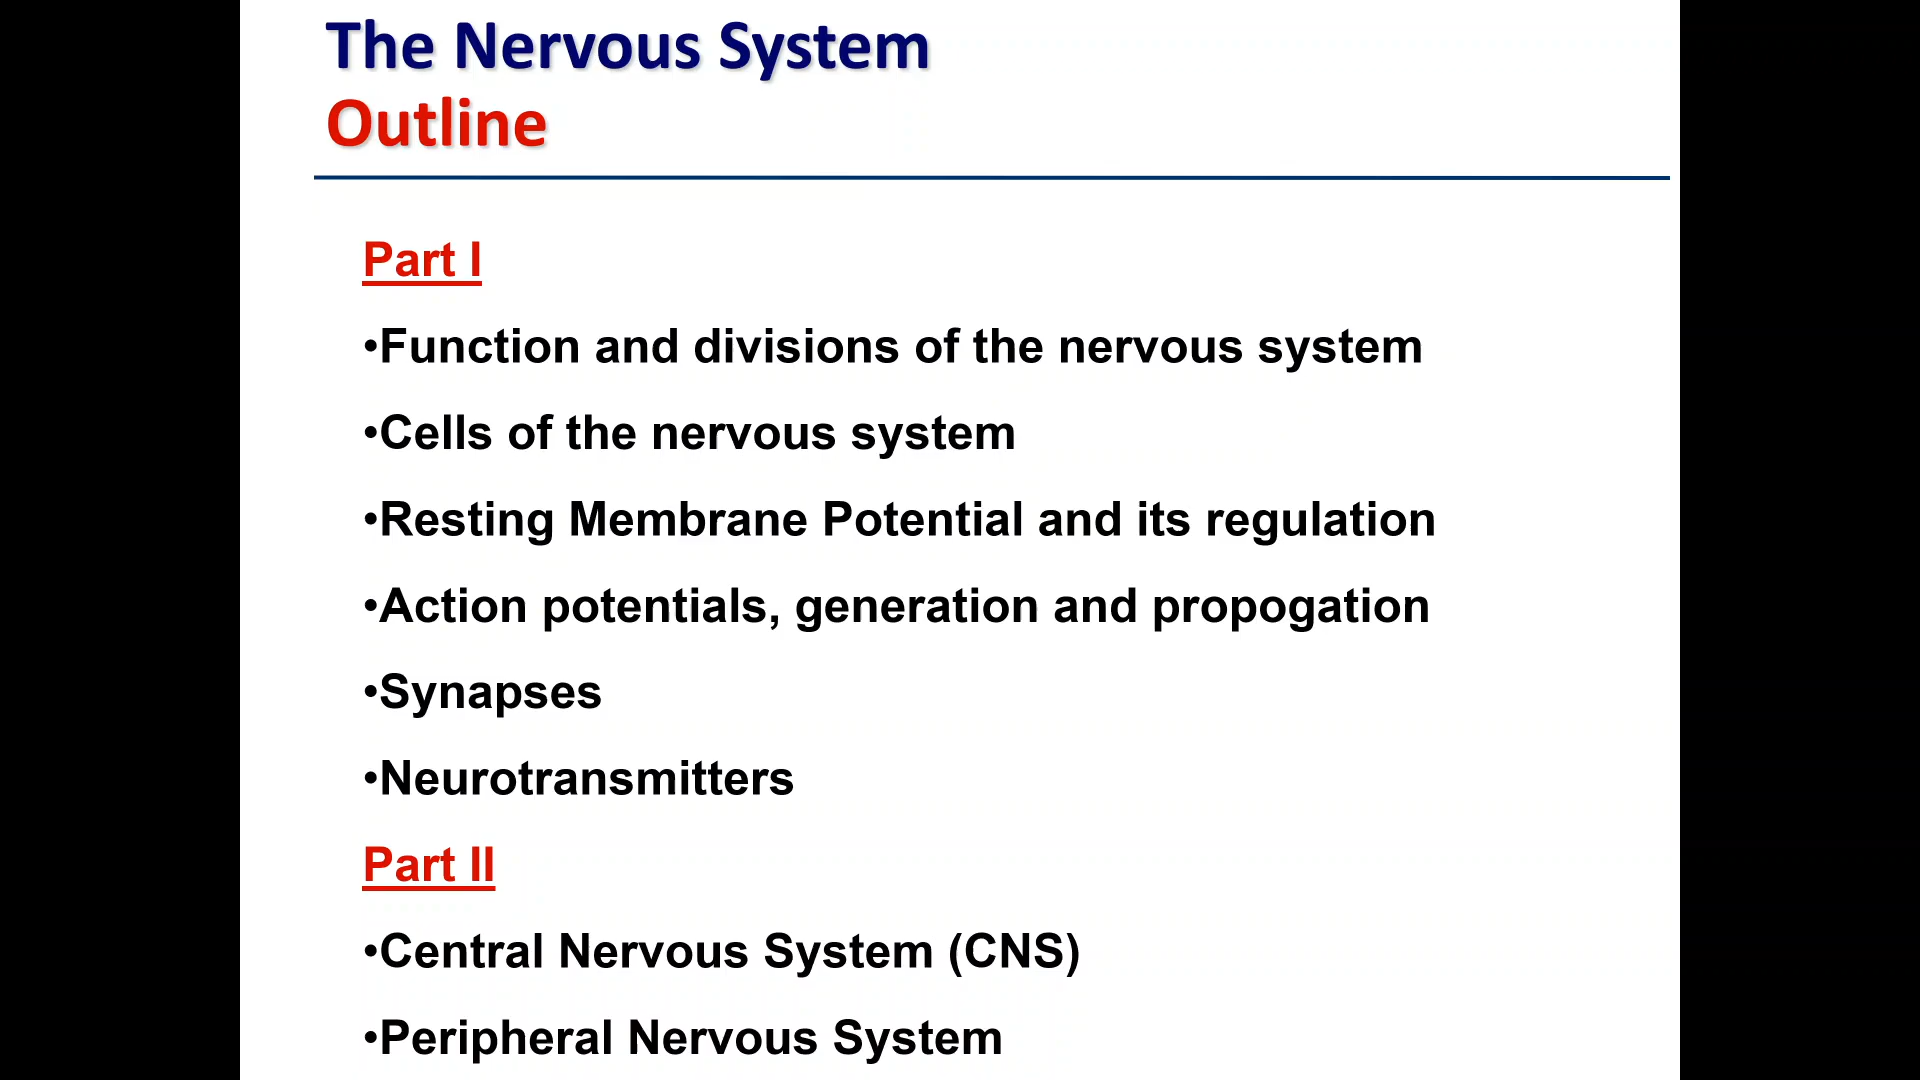 The Nervous System
Outline
Part I
•Function and divisions of the nervous system
•Cells of the nervous system
•Resting Membrane Potential and its regulation
•Action potentials, generation and propogation
•Synapses
•Neurotransmitters
Part II
•Central Nervous System (CNS)
•Peripheral Nervous System